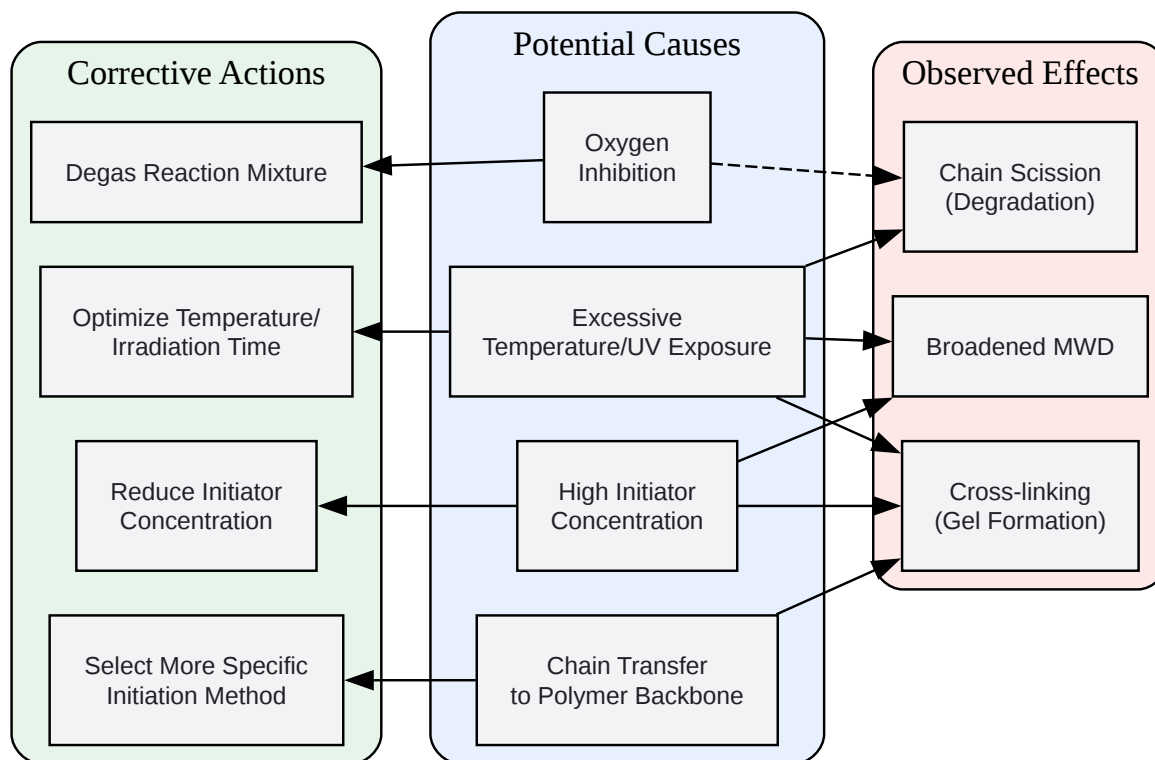 Corrective Actions
Degas Reaction Mixture
Optimize Temperature/
Irradiation Time
Reduce Initiator
Concentration
Select More Specific
Initiation Method
Potential Causes
Oxygen
Inhibition
Excessive
Temperature/UV Exposure
High Initiator
Concentration
Chain Transfer
to Polymer Backbone
Observed Effects
Chain Scission
(Degradation)
Broadened MWD
Cross-linking
(Gel Formation)